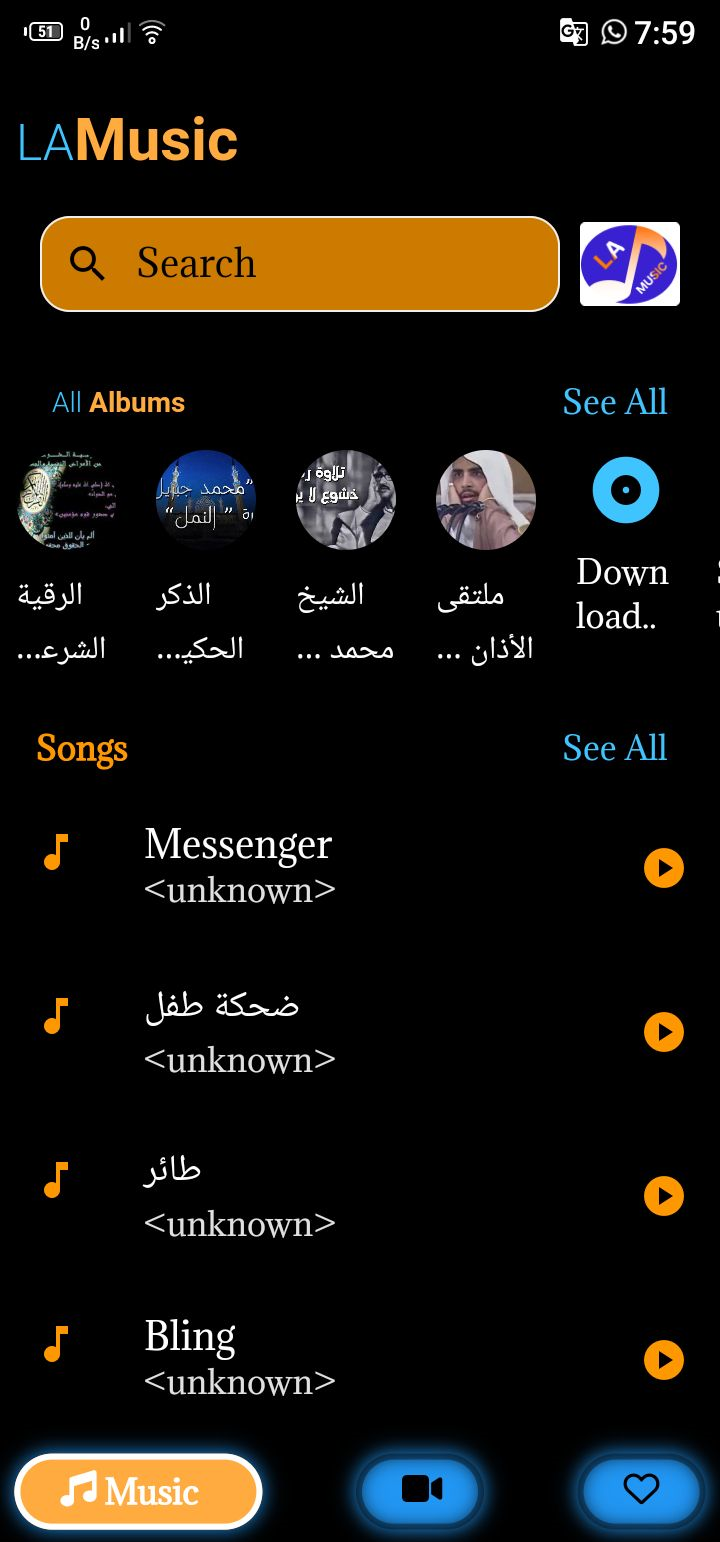 51
0
B/s
7:59
LAMusic
Search
LA
MUSIC
All Albums
See All
”محمد جبريل
” النمل“
تلاوة
خشوع لا
الرقية
الشرعـ...
الذكر
الحكيـ...
الشيخ
محمد ...
ملتقى
الأذان ...
Down
load..
Songs
See All
Messenger
<unknown>
ضحكة طفل
<unknown>
طائر
<unknown>
Bling
<unknown>
Music